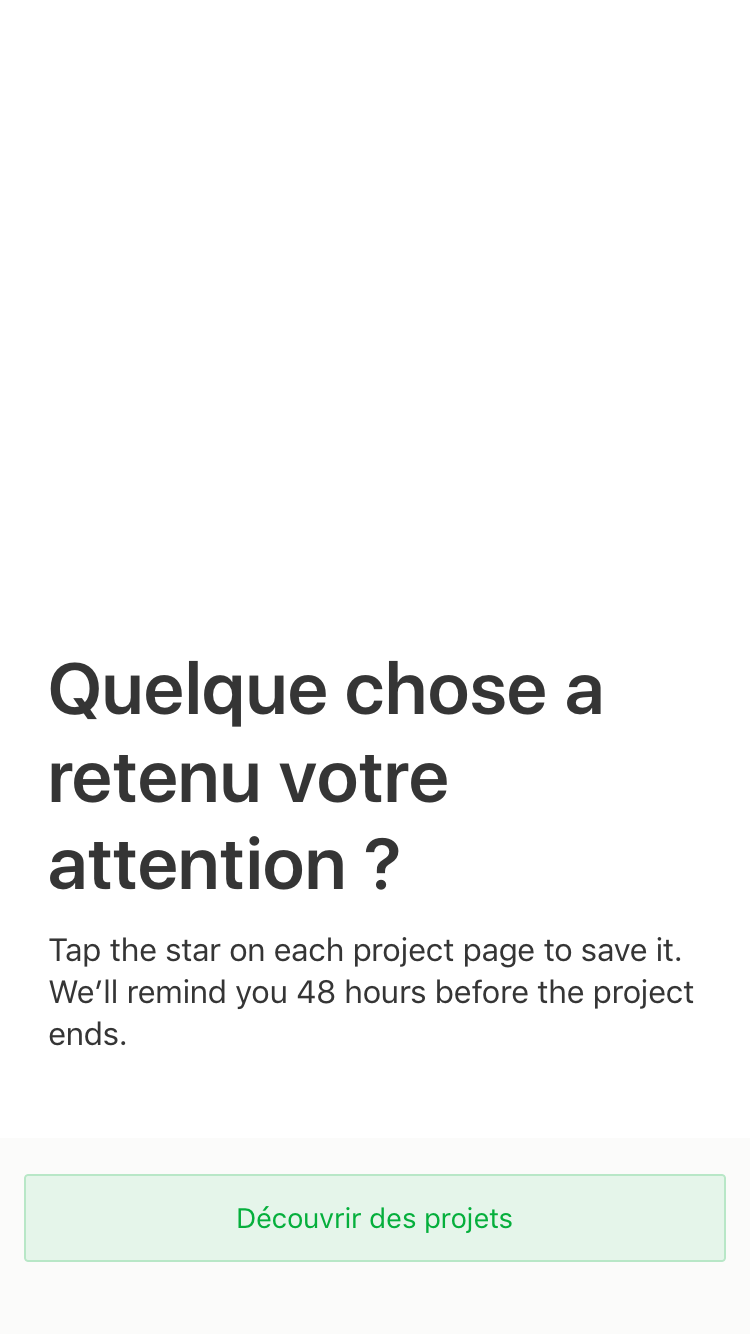 Quelque chose a
retenu votre
attention ?
Tap the star on each project page to save it.
We’ll remind you 48 hours before the project
ends.
Découvrir des projets